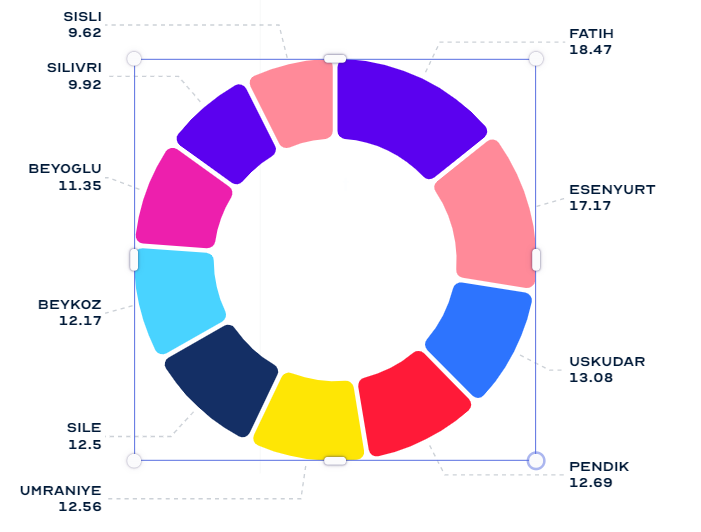 SISLI
9.62
FATIH
18.47
SILIVRI
9.92
BEYOGLU
11.35
ESENYURT
17.17
BEYKOZ
12.17
USKUDAR
13.08
SILE
12.5
PENDIK
12.69
UMRANIYE
12.56